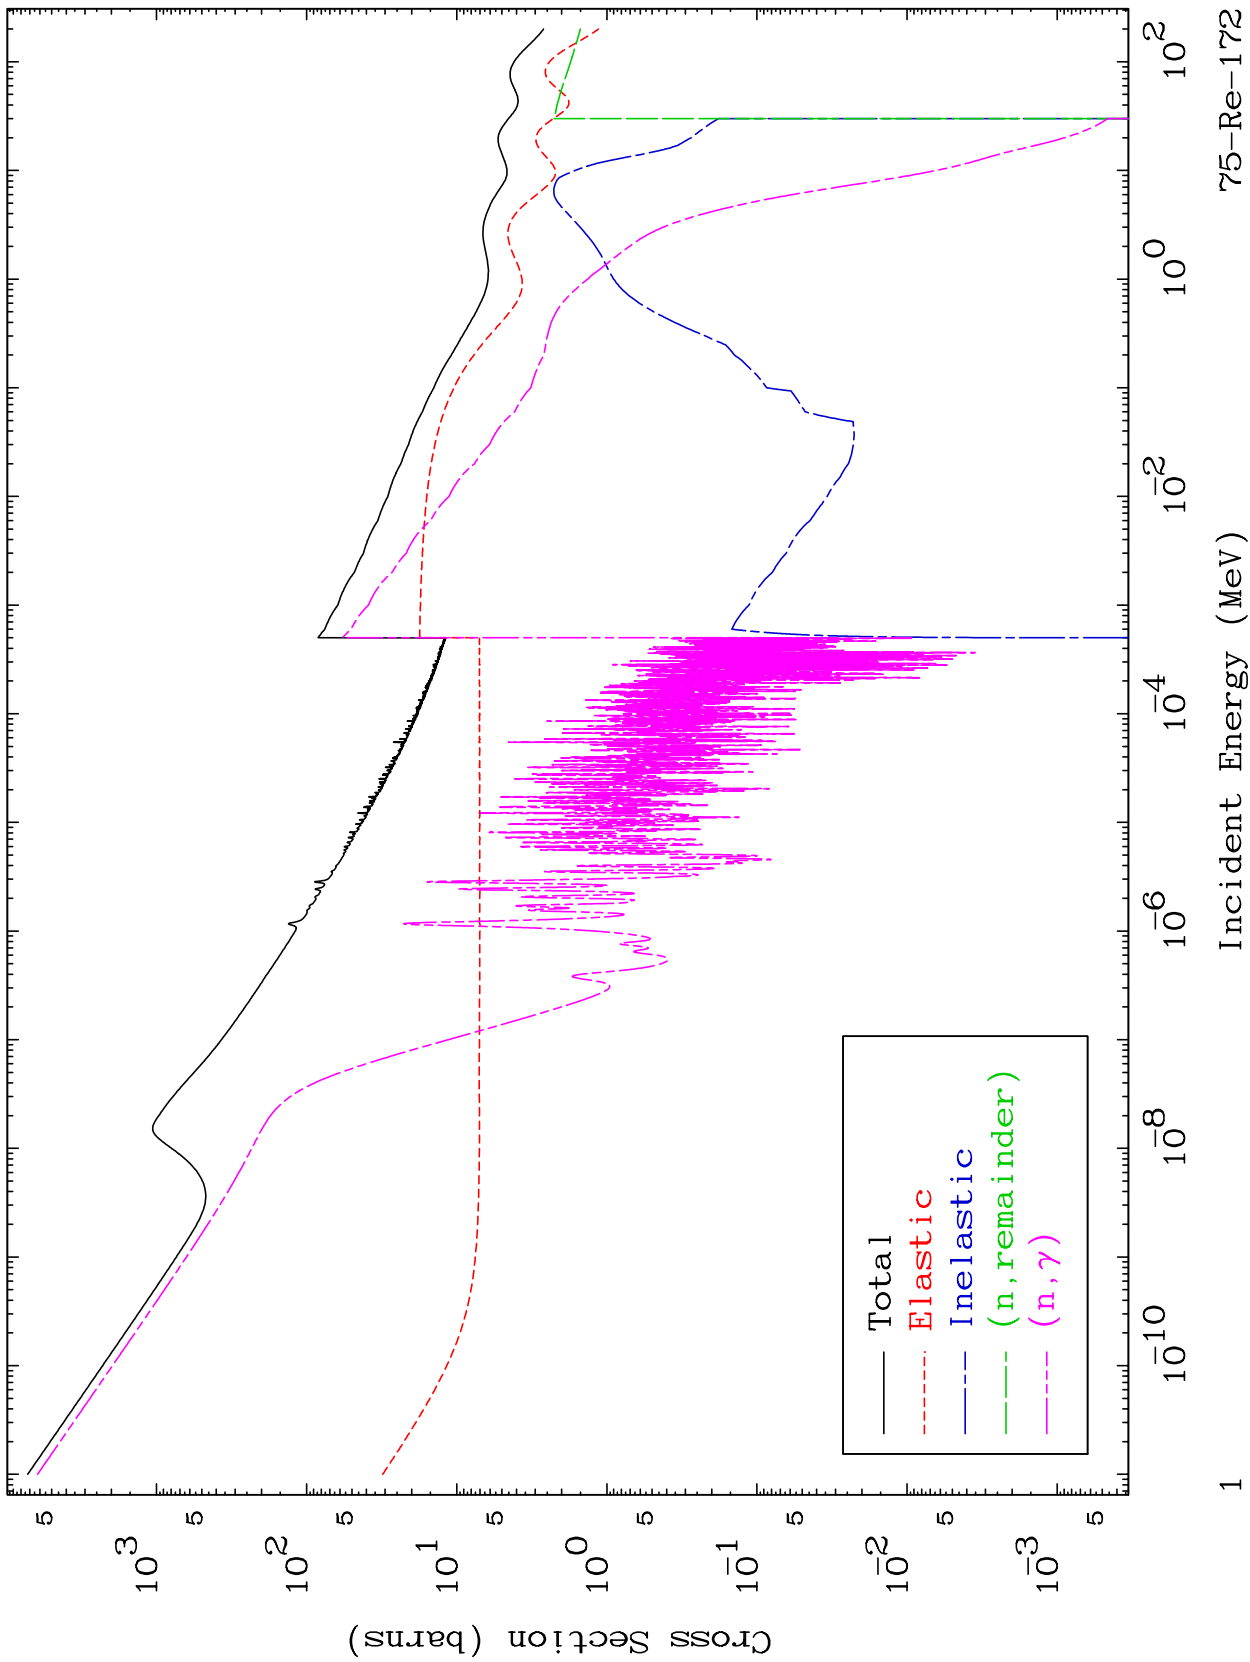 Cross Section (barns)
5
10 3
5
10 2
5
10 1
5
10 0
5
10 -1
5
10 -2
5
10 -3
5
Total
Elastic
Inelastic
(n,remainder)
(n,γ)
10 -10
10 -8
10 -6
10 -4
10 -2
10 0
10 2
1
Incident Energy (MeV)
75-Re-172